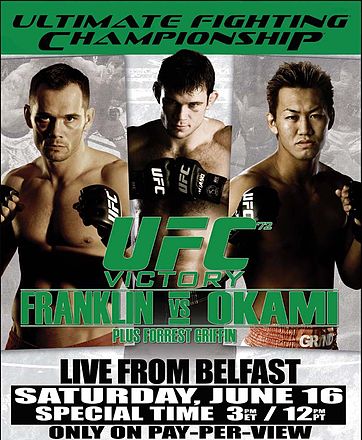 ULTIMATE FIGHTING
CHAMPIONSHIP
UFC
UFC
UFC 72
VICTORY
FRANKLIN VS OKAMI
PLUS FORREST GRIFFIN
LIVE FROM BELFAST
SATURDAY, JUNE 16
SPECIAL TIME 3PM ET / 12PM PT
ONLY ON PAY-PER-VIEW